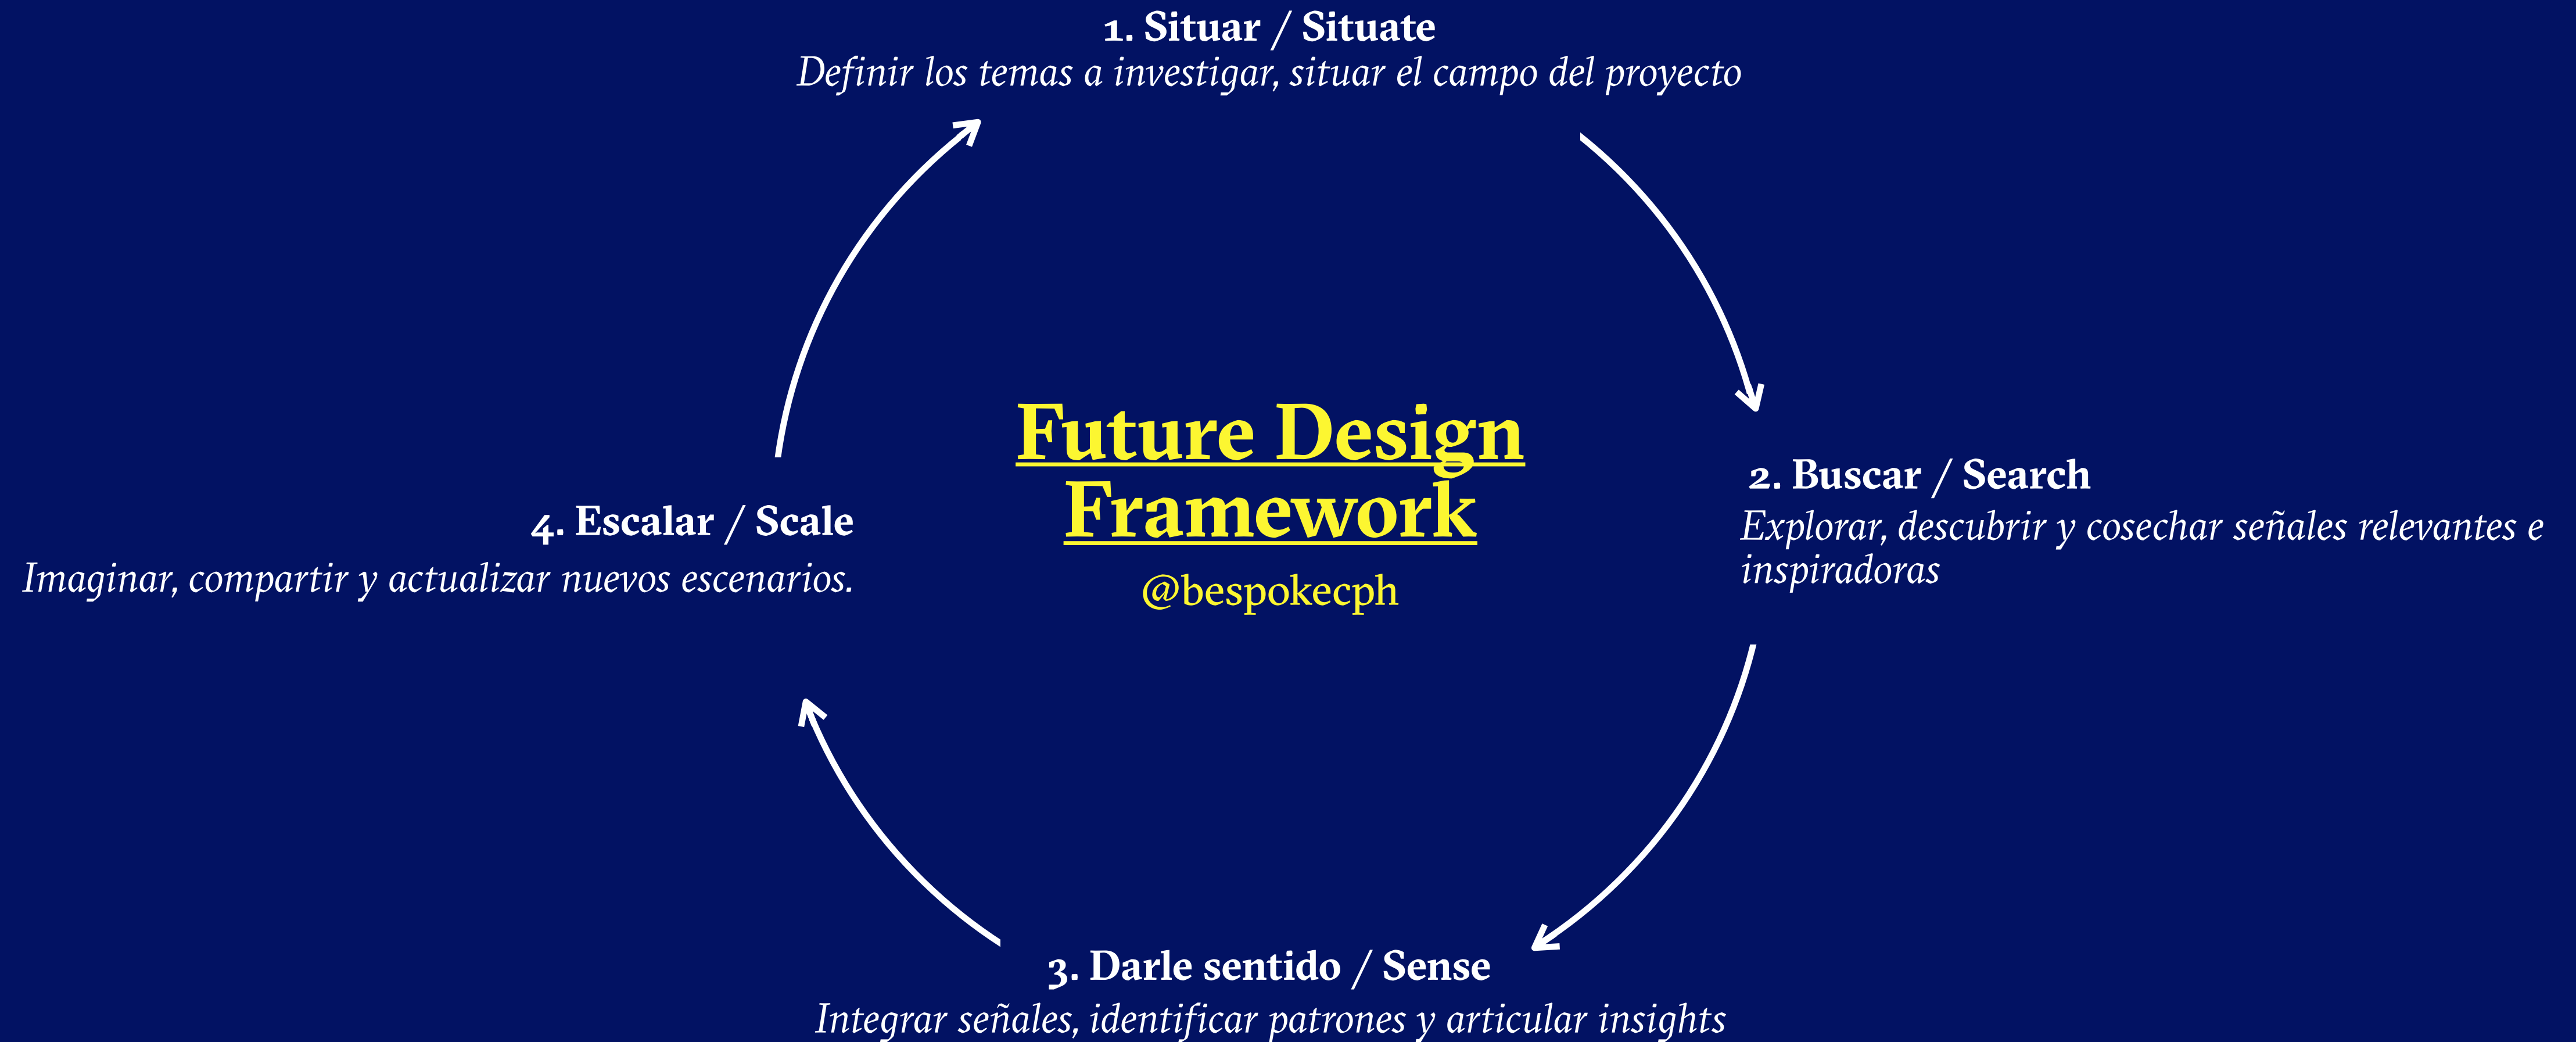 1. Situar / Situate
Definir los temas a investigar, situar el campo del proyecto
Future Design
Framework
@bespokecph
2. Buscar / Search
Explorar, descubrir y cosechar señales relevantes e
inspiradoras
3. Darle sentido / Sense
Integrar señales, identificar patrones y articular insights
4. Escalar / Scale
Imaginar, compartir y actualizar nuevos escenarios.